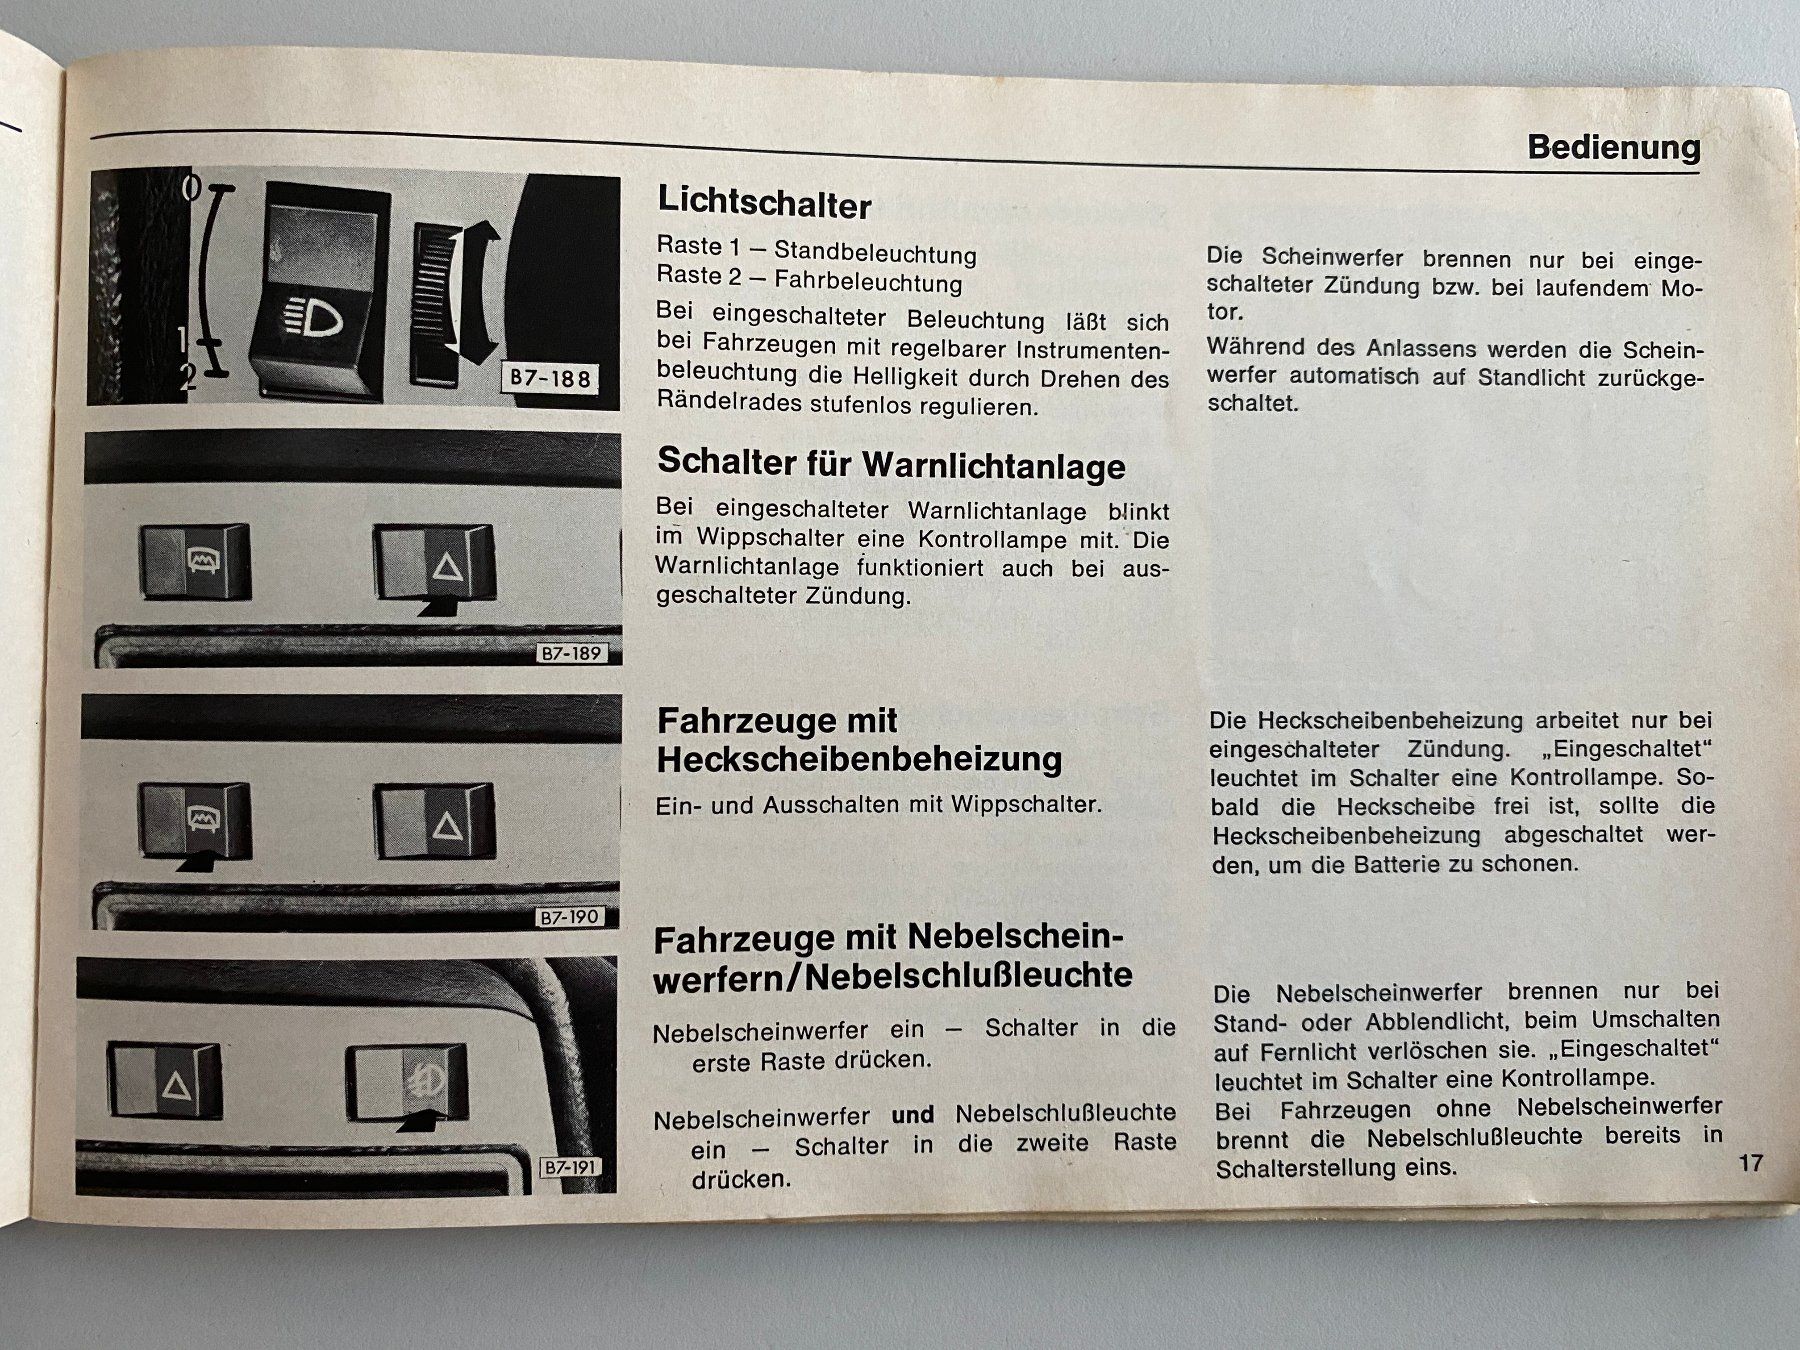 Bedienung
0
1
2
B7-188
Lichtschalter
Raste 1 – Standbeleuchtung
Raste 2 – Fahrbeleuchtung
Bei eingeschalteter Beleuchtung läßt sich
bei Fahrzeugen mit regelbarer Instrumenten-
beleuchtung die Helligkeit durch Drehen des
Rändelrades stufenlos regulieren.
Die Scheinwerfer brennen nur bei einge-
schalteter Zündung bzw. bei laufendem Mo-
tor.
Während des Anlassens werden die Schein-
werfer automatisch auf Standlicht zurückge-
schaltet.
B7-189
Schalter für Warnlichtanlage
Bei eingeschalteter Warnlichtanlage blinkt
im Wippschalter eine Kontrollampe mit. Die
Warnlichtanlage funktioniert auch bei aus-
geschalteter Zündung.
B7-190
Fahrzeuge mit
Heckscheibenbeheizung
Ein- und Ausschalten mit Wippschalter.
Die Heckscheibenbeheizung arbeitet nur bei
eingeschalteter Zündung. „Eingeschaltet“
leuchtet im Schalter eine Kontrollampe. So-
bald die Heckscheibe frei ist, sollte die
Heckscheibenbeheizung abgeschaltet wer-
den, um die Batterie zu schonen.
B7-191
Fahrzeuge mit Nebelschein-
werfern/Nebelschlußleuchte
Nebelscheinwerfer ein – Schalter in die
erste Raste drücken.
Nebelscheinwerfer und Nebelschlußleuchte
ein – Schalter in die zweite Raste
drücken.
Die Nebelscheinwerfer brennen nur bei
Stand- oder Abblendlicht, beim Umschalten
auf Fernlicht verlöschen sie. „Eingeschaltet“
leuchtet im Schalter eine Kontrollampe.
Bei Fahrzeugen ohne Nebelscheinwerfer
brennt die Nebelschlußleuchte bereits in
Schalterstellung eins.
17